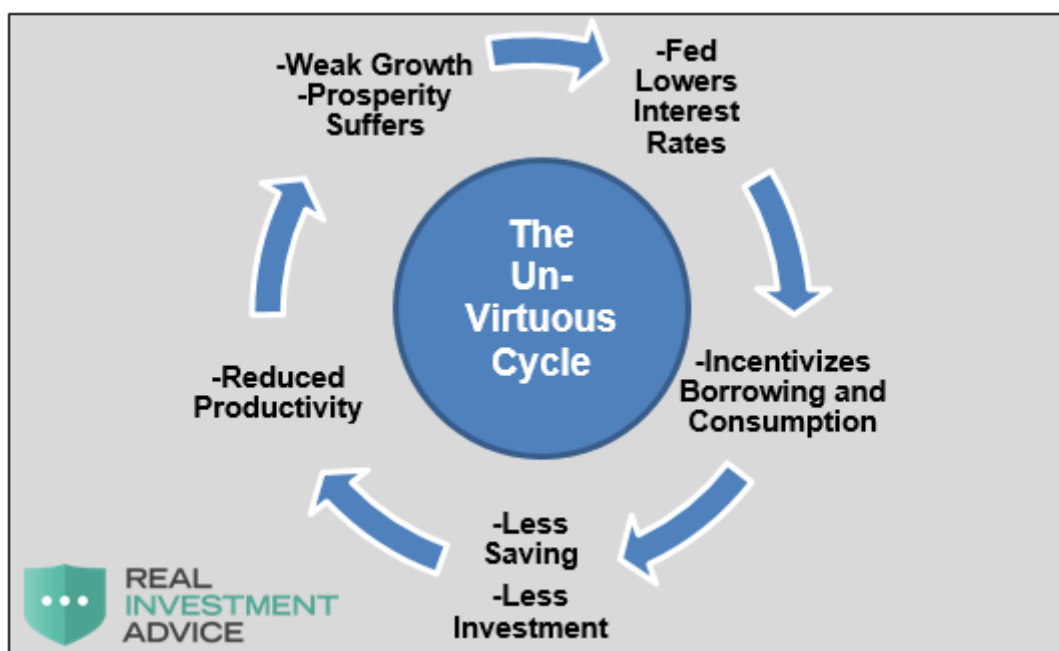 -Weak Growth
-Prosperity
Suffers
-Fed
Lowers
Interest
Rates
The
Un-
Virtuous
Cycle
-Incentivizes
Borrowing and
Consumption
-Less
Saving
-Less
Investment
-Reduced
Productivity
REAL
INVESTMENT
ADVICE